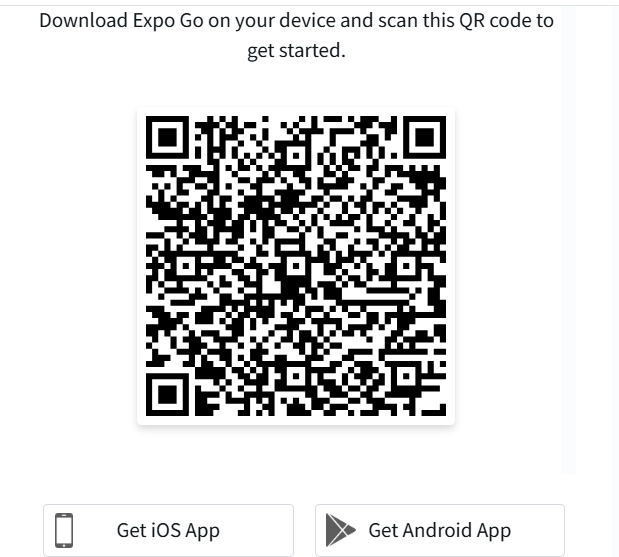 Download Expo Go on your device and scan this QR code to
get started.
Get iOS App
Get Android App